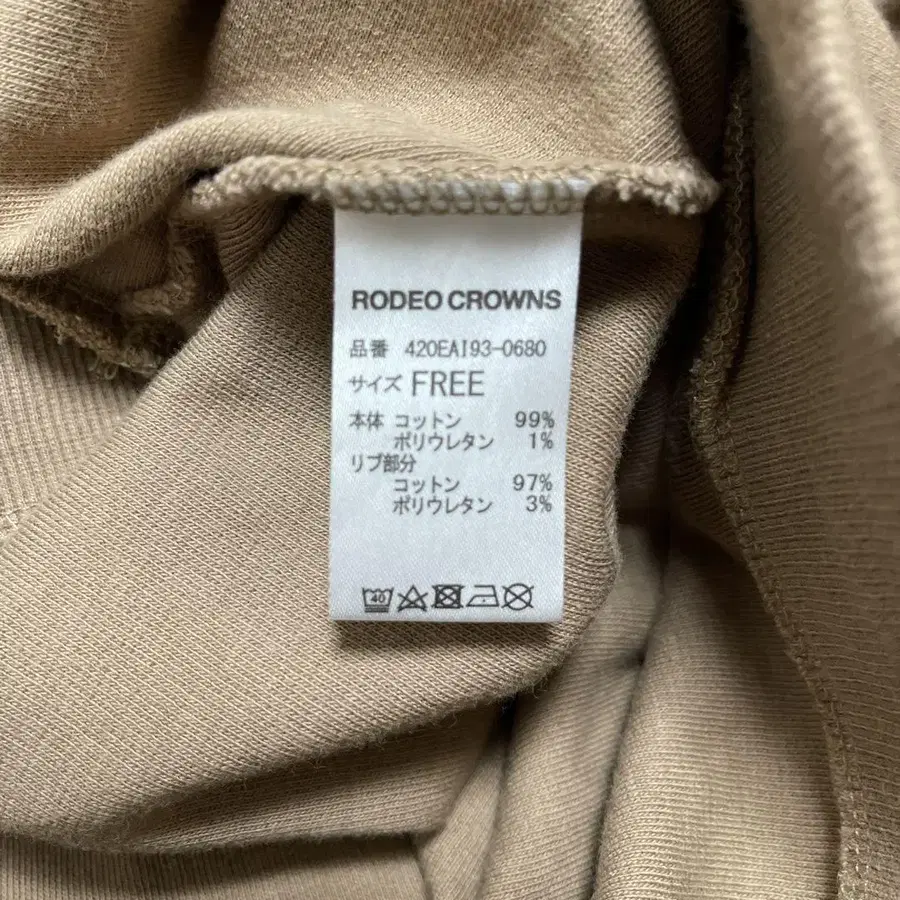 RODEO CROWNS
品番 420EAI93-0680
サイズ FREE
本体 コットン 99%
ポリウレタン 1%
リブ部分
コットン 97%
ポリウレタン 3%
40